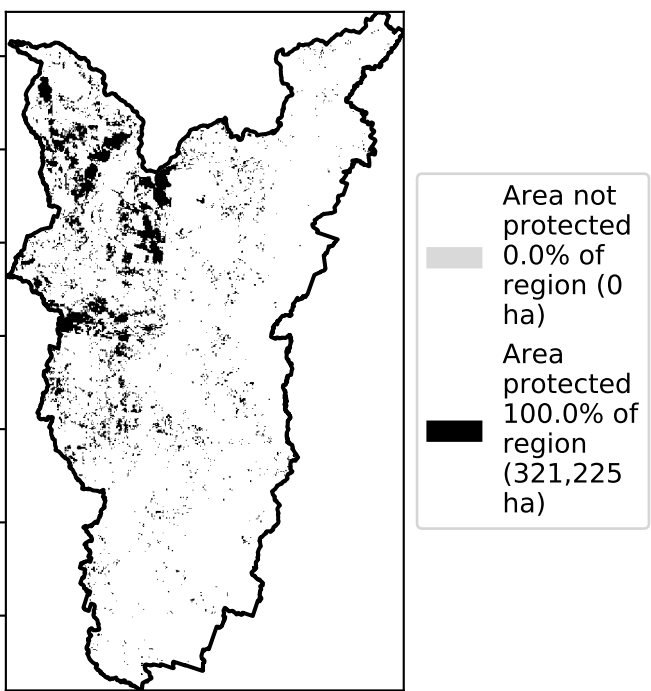 Area not
protected
0.0% of
region (0
ha)
Area
protected
100.0% of
region
(321,225
ha)